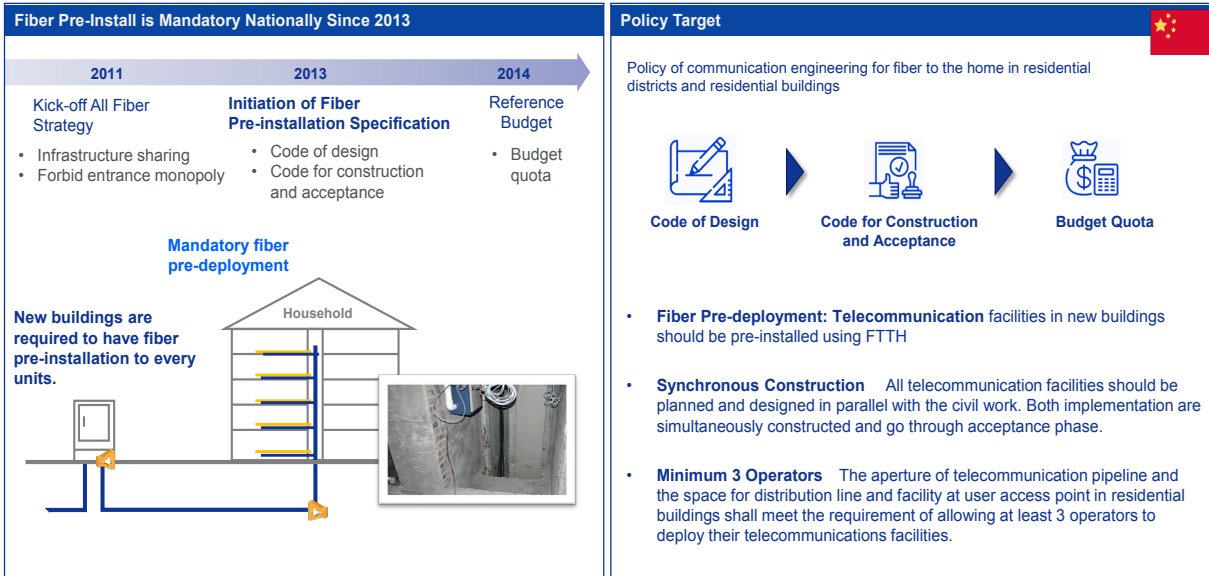 Fiber Pre-Install is Mandatory Nationally Since 2013
2011
2013
2014
Kick-off All Fiber
Strategy
• Infrastructure sharing
• Forbid entrance monopoly
Initiation of Fiber
Pre-installation Specification
• Code of design
• Code for construction
and acceptance
Reference
Budget
• Budget
quota
Mandatory fiber
pre-deployment
New buildings are
required to have fiber
pre-installation to every
units.
Household
Policy Target
Policy of communication engineering for fiber to the home in residential
districts and residential buildings
Code of Design
Code for Construction
and Acceptance
Budget Quota
• Fiber Pre-deployment: Telecommunication facilities in new buildings
should be pre-installed using FTTH
• Synchronous Construction All telecommunication facilities should be
planned and designed in parallel with the civil work. Both implementation are
simultaneously constructed and go through acceptance phase.
• Minimum 3 Operators The aperture of telecommunication pipeline and
the space for distribution line and facility at user access point in residential
buildings shall meet the requirement of allowing at least 3 operators to
deploy their telecommunications facilities.